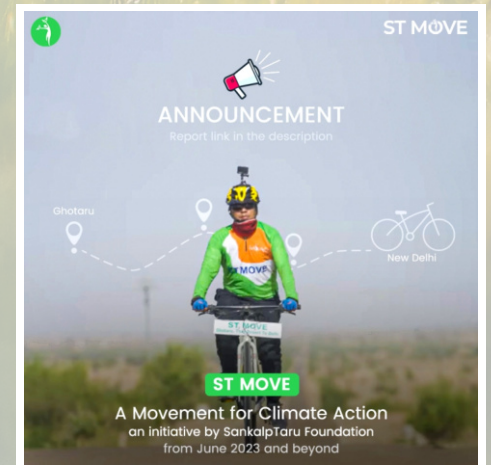 ST MOVE
ANNOUNCEMENT
Report link in the description
Ghotaru
New Delhi
ST MOVE
ST MOVE
ST MOVE
A Movement for Climate Action
an initiative by SankalpTaru Foundation
from June 2023 and beyond